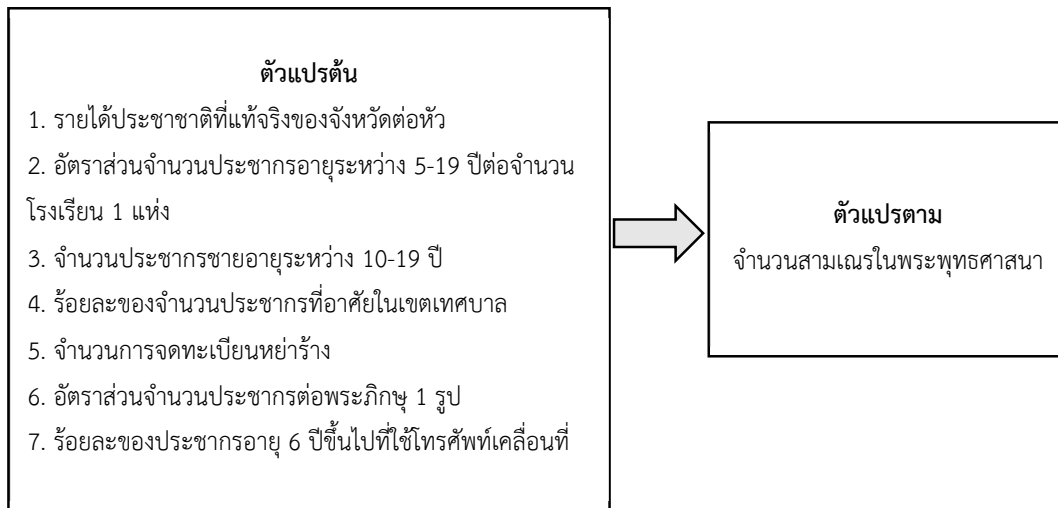 ตัวแปรต้น
1. รายได้ประชาชาติที่แท้จริงของจังหวัดต่อหัว
2. อัตราส่วนจำนวนประชากรอายุระหว่าง 5-19 ปีต่อจำนวน
โรงเรียน 1 แห่ง
3. จำนวนประชากรชายอายุระหว่าง 10-19 ปี
4. ร้อยละของจำนวนประชากรที่อาศัยในเขตเทศบาล
5. จำนวนการจดทะเบียนหย่าร้าง
6. อัตราส่วนจำนวนประชากรต่อพระภิกษุ 1 รูป
7. ร้อยละของประชากรอายุ 6 ปีขึ้นไปที่ใช้โทรศัพท์เคลื่อนที่
ตัวแปรตาม
จำนวนสามเณรในพระพุทธศาสนา